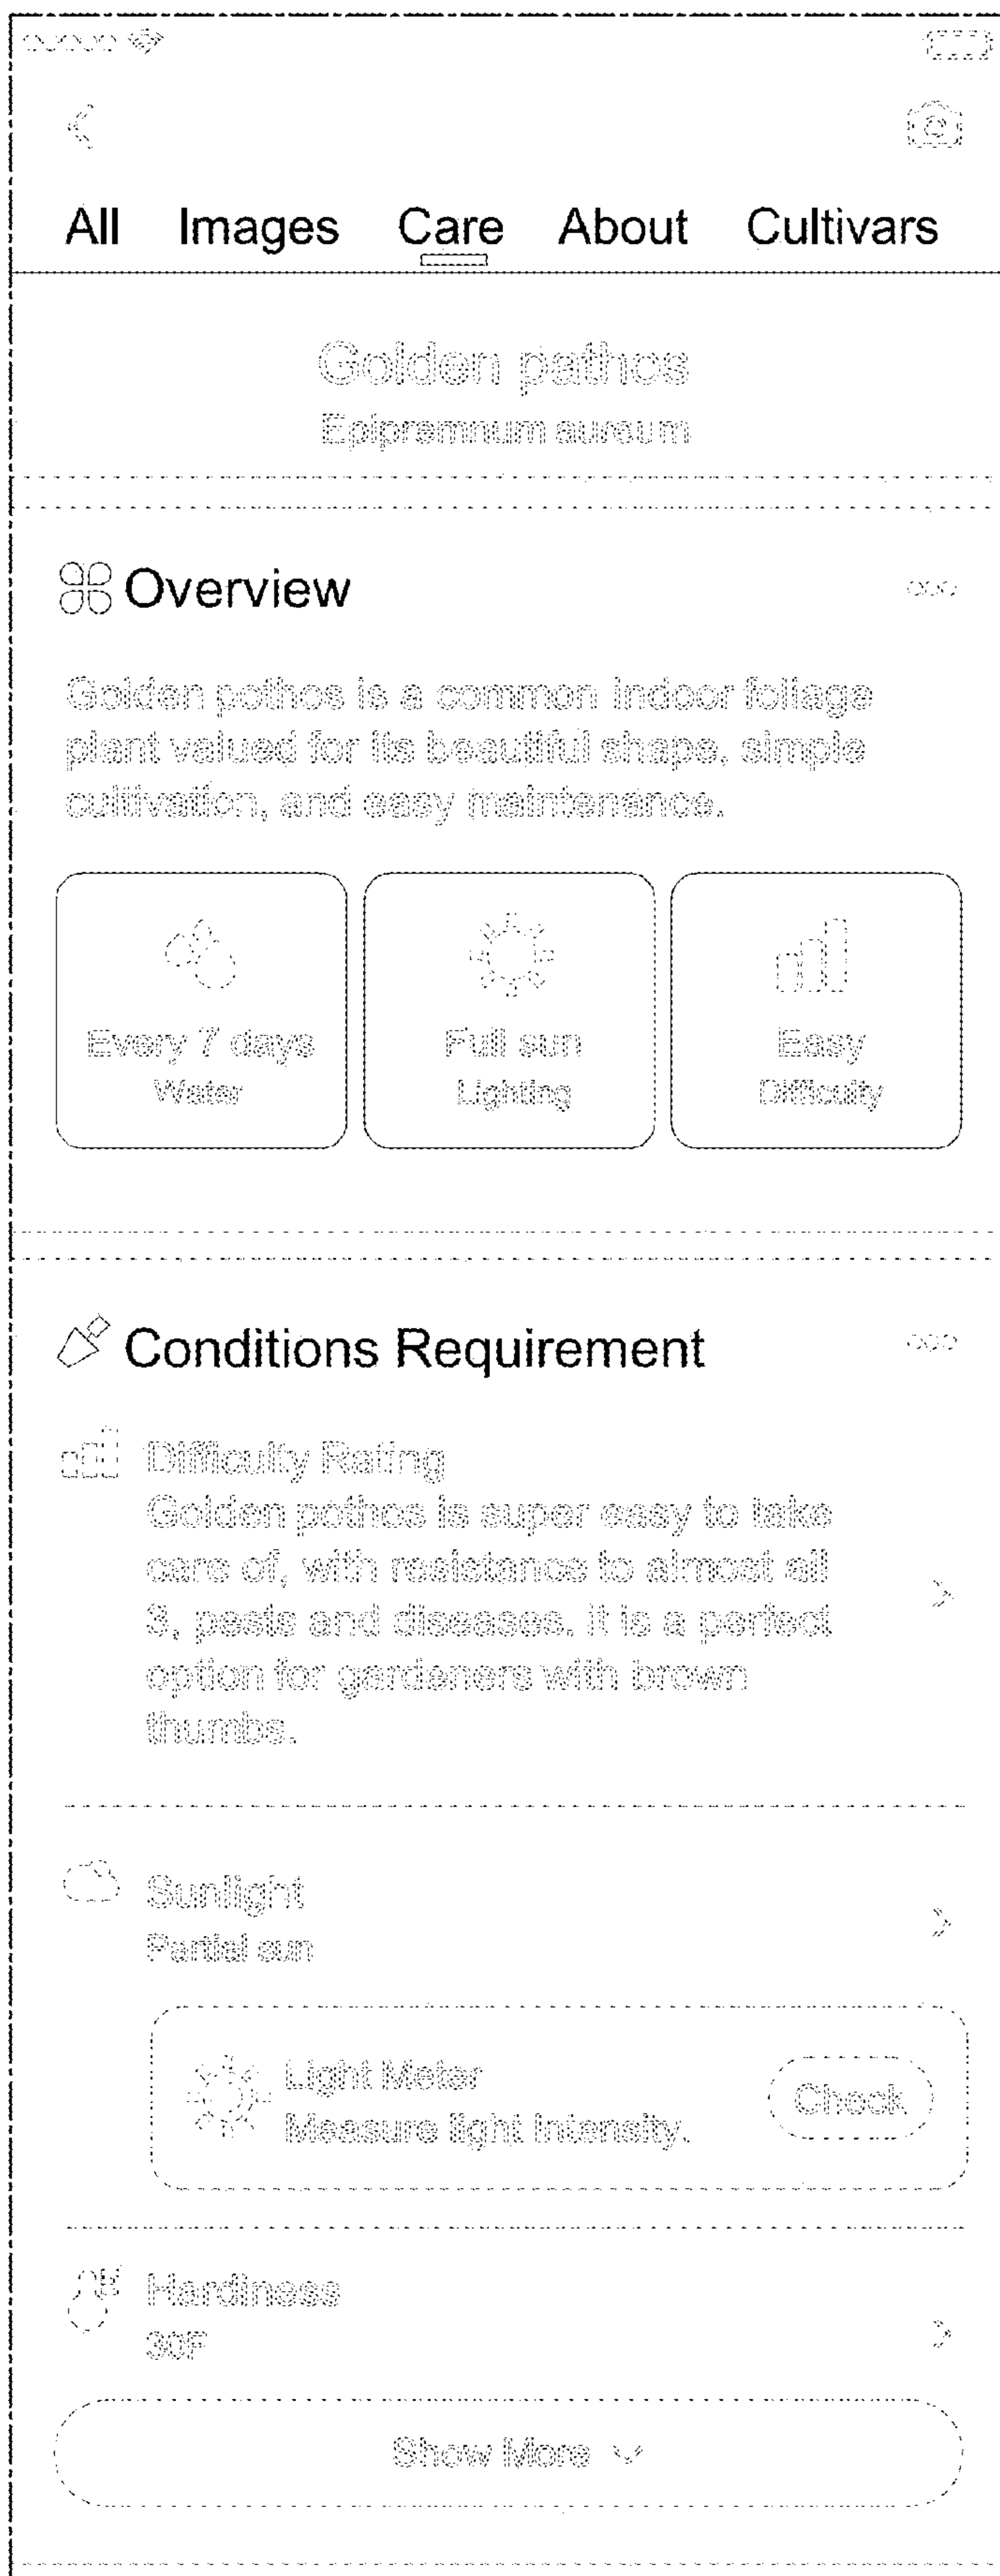 All Images Care About Cultivars
Golden pathos
Epipremnum aureum
Overview
Golden pothos is a common indoor foliage
plant valued for its beautiful shape, simple
cultivation, and easy maintenance.
Every 7 days Full sun Easy
Water Lighting Difficulty
Conditions Requirement
Difficulty Rating
Golden pothos is super easy to take
care of, with resistance to almost all
3, pests and diseases. it is a perfect
option for gardeners with brown
thumbs.
Sunlight
Partial sun
Light Meter
Measure light Intensity.
Check
Hardiness
30F
Show More